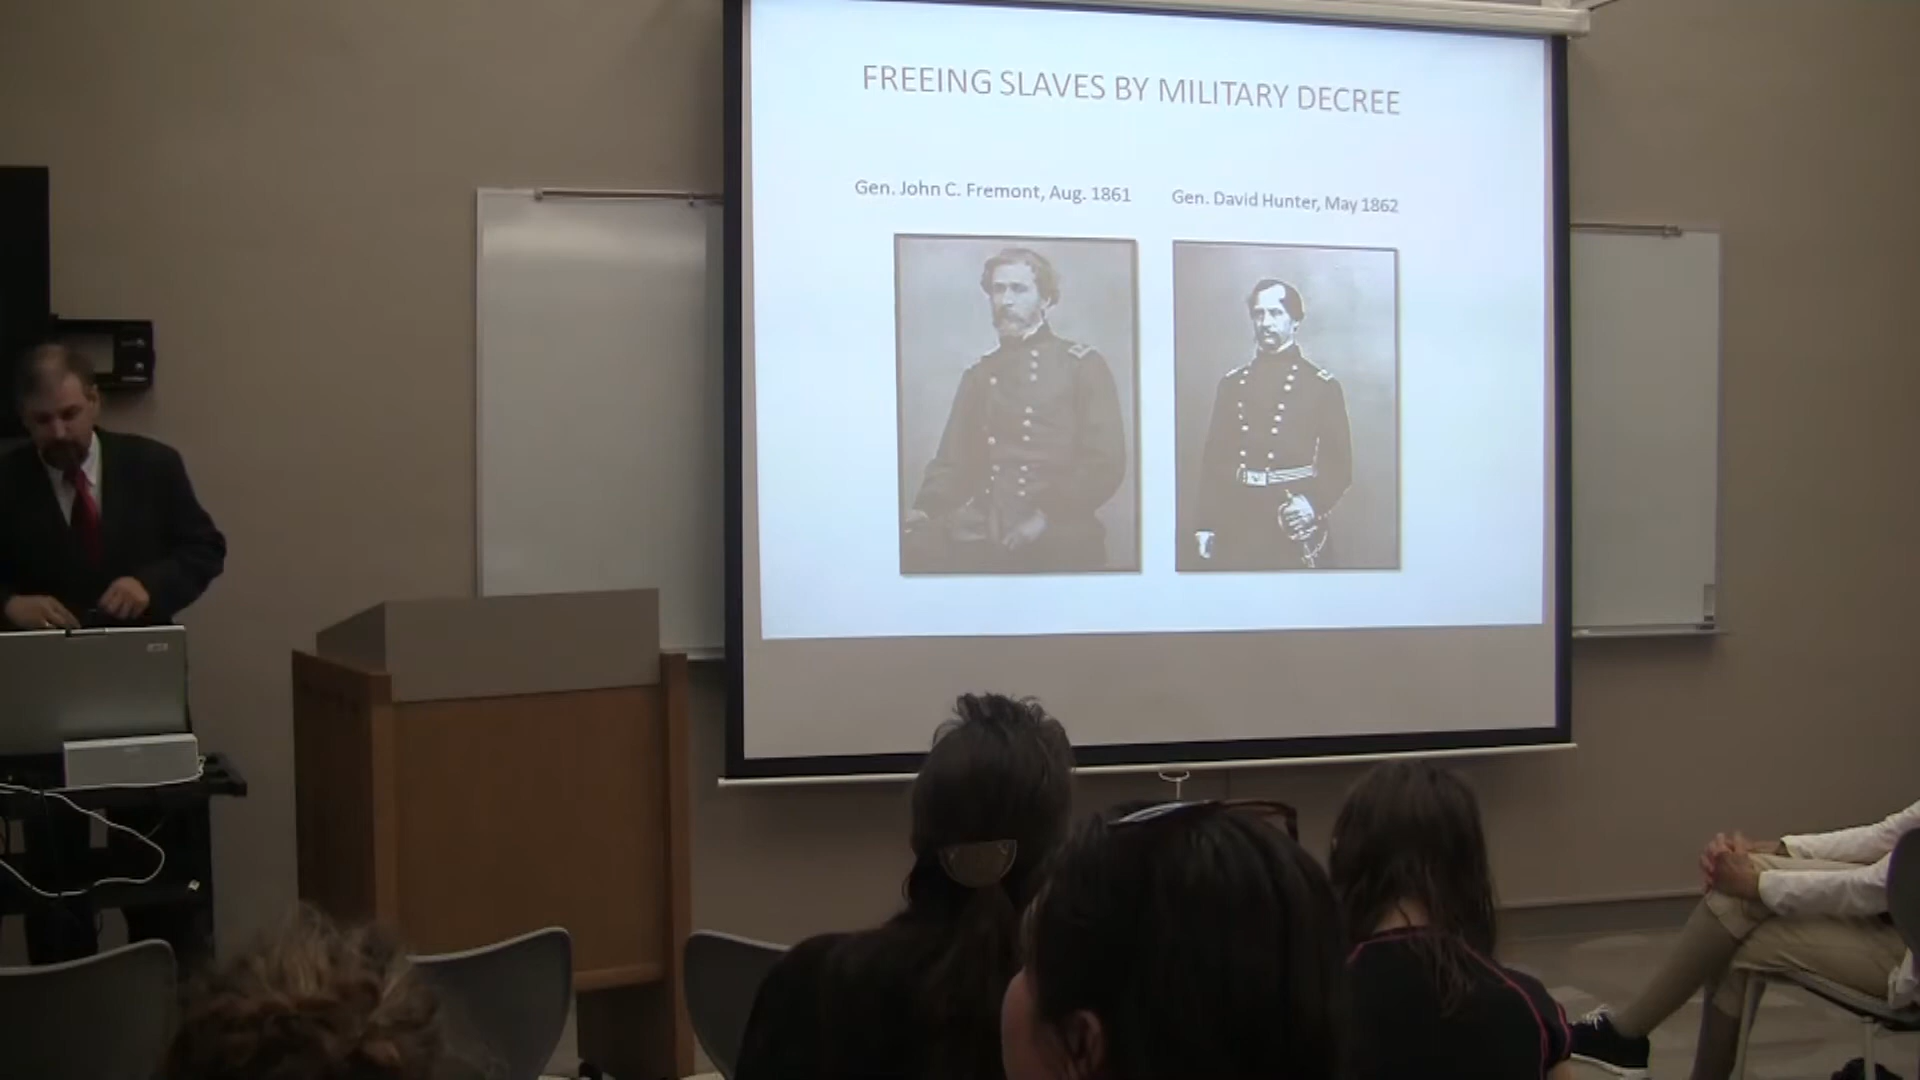 FREEING SLAVES BY MILITARY DECREE
Gen. John C. Fremont, Aug. 1861
Gen. David Hunter, May 1862